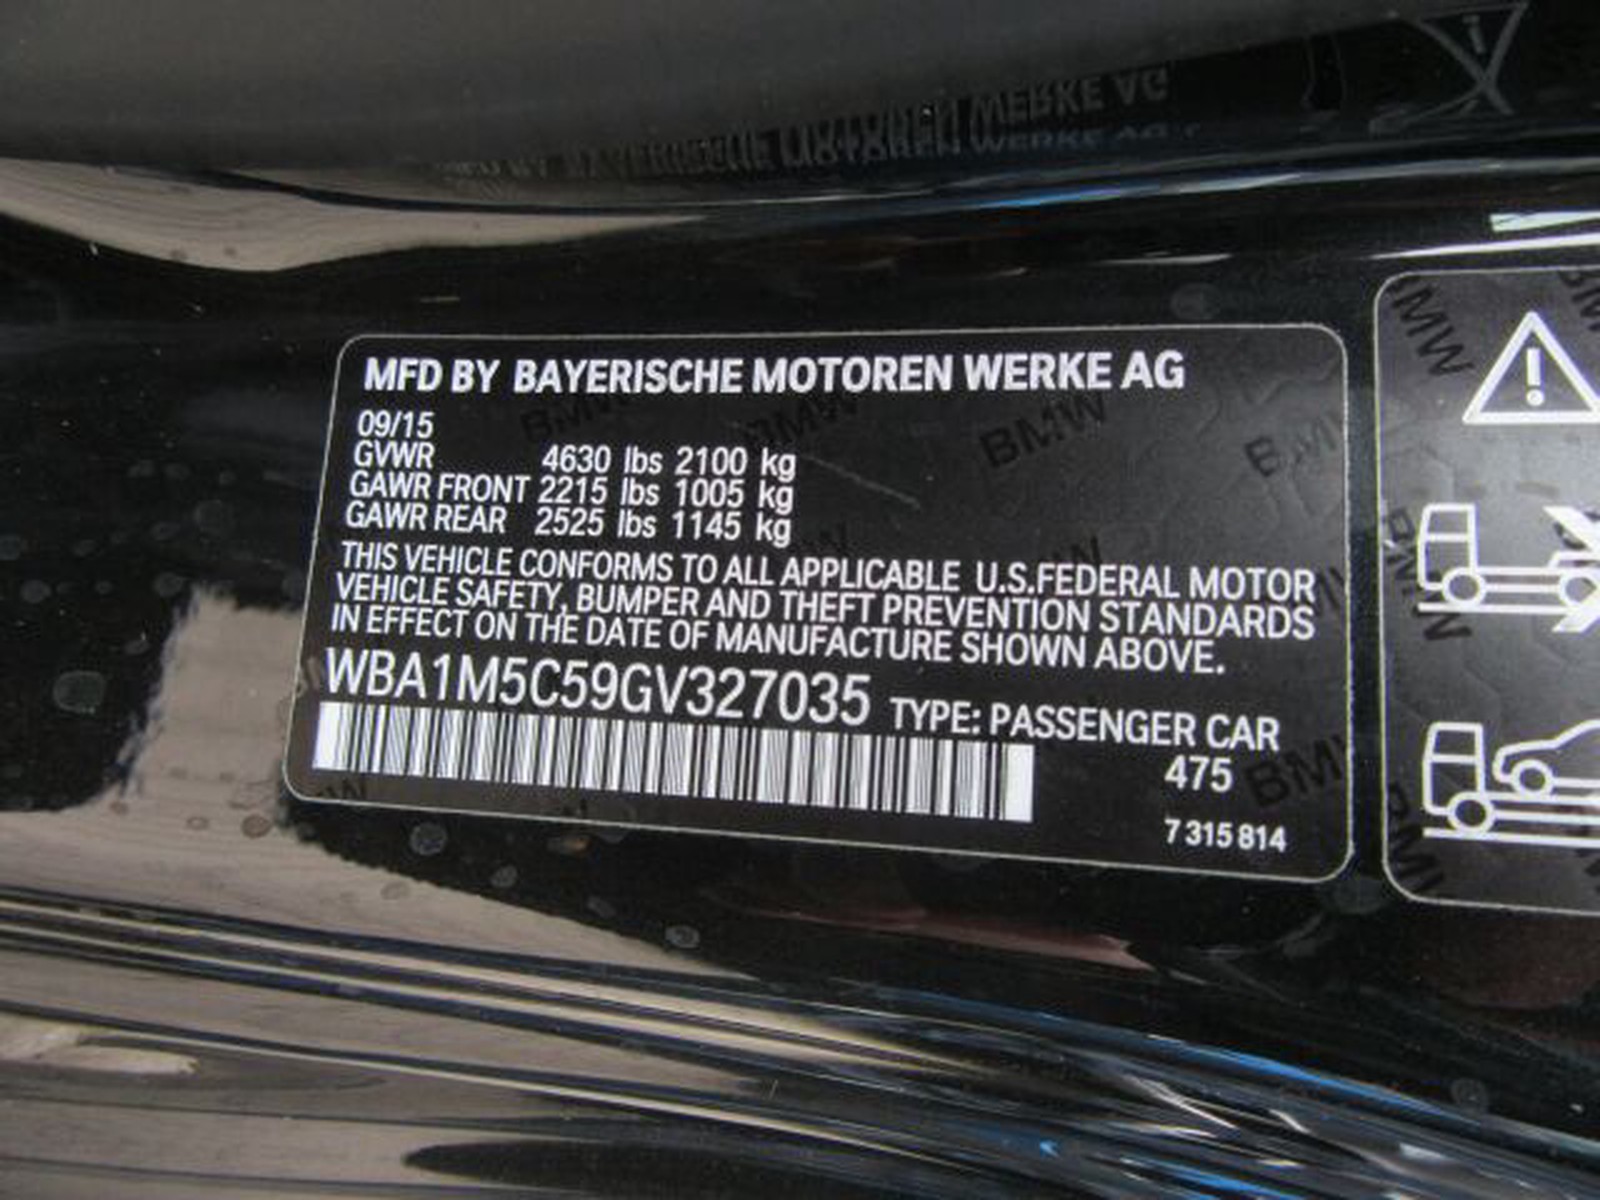 MFD BY BAYERISCHE MOTOREN WERKE AG
09/15
GVWR 4630 lbs 2100 kg
GAWR FRONT 2215 lbs 1005 kg
GAWR REAR 2525 lbs 1145 kg
THIS VEHICLE CONFORMS TO ALL APPLICABLE U.S.FEDERAL MOTOR
VEHICLE SAFETY, BUMPER AND THEFT PREVENTION STANDARDS
IN EFFECT ON THE DATE OF MANUFACTURE SHOWN ABOVE.
WBA1M5C59GV327035 TYPE: PASSENGER CAR
475
7 315 814